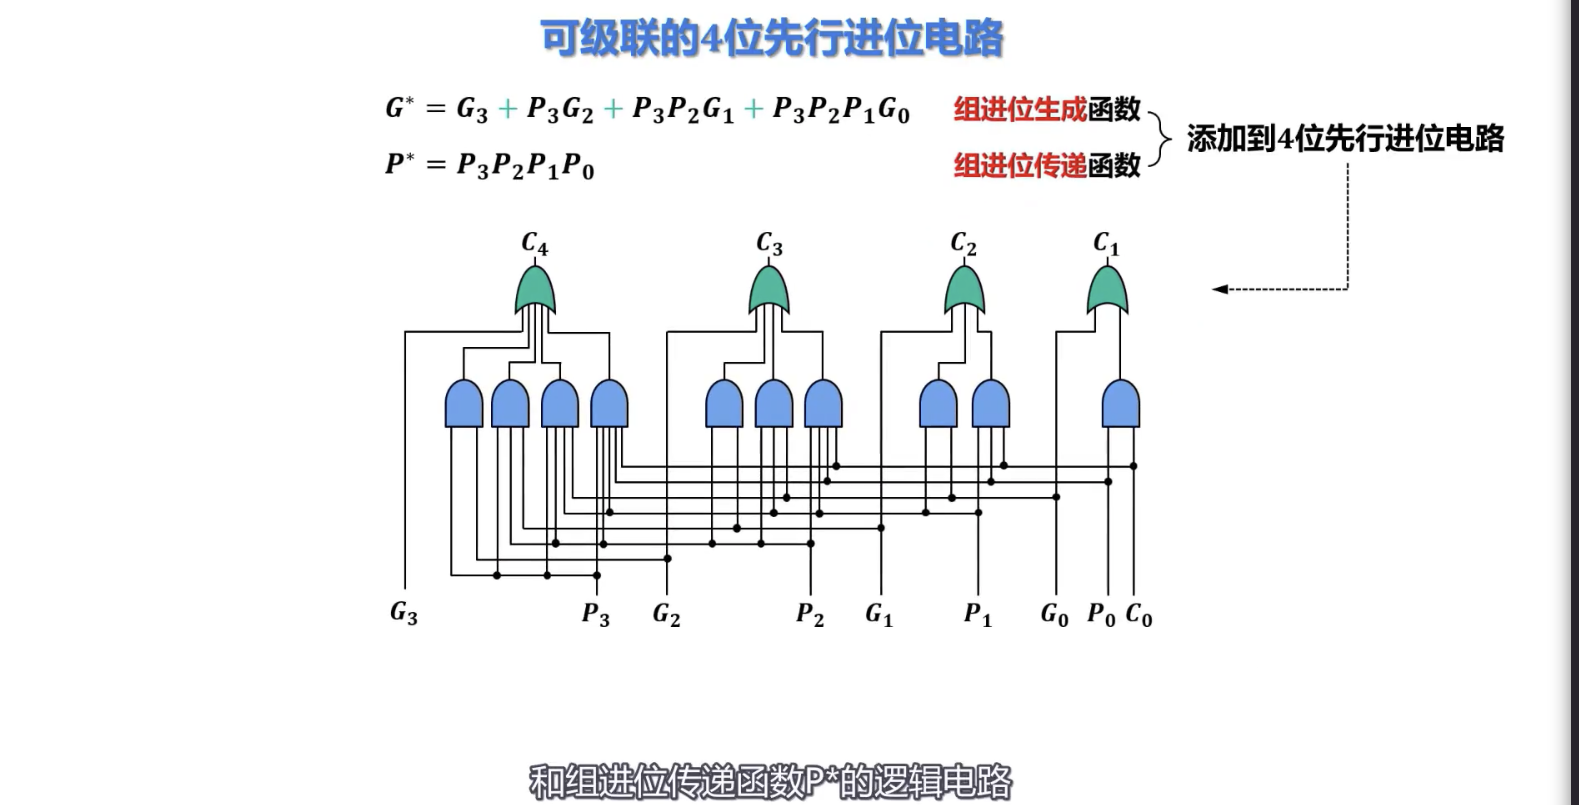 可级联的4位先行进位电路
G* = G₃ + P₃G₂ + P₃P₂G₁ + P₃P₂P₁G₀ 组进位生成函数
P* = P₃P₂P₁P₀ 组进位传递函数
添加到4位先行进位电路
C₄ C₃ C₂ C₁
G₃ P₃ G₂ P₂ G₁ P₁ G₀ P₀ C₀
和组进位传递函数P*的逻辑电路